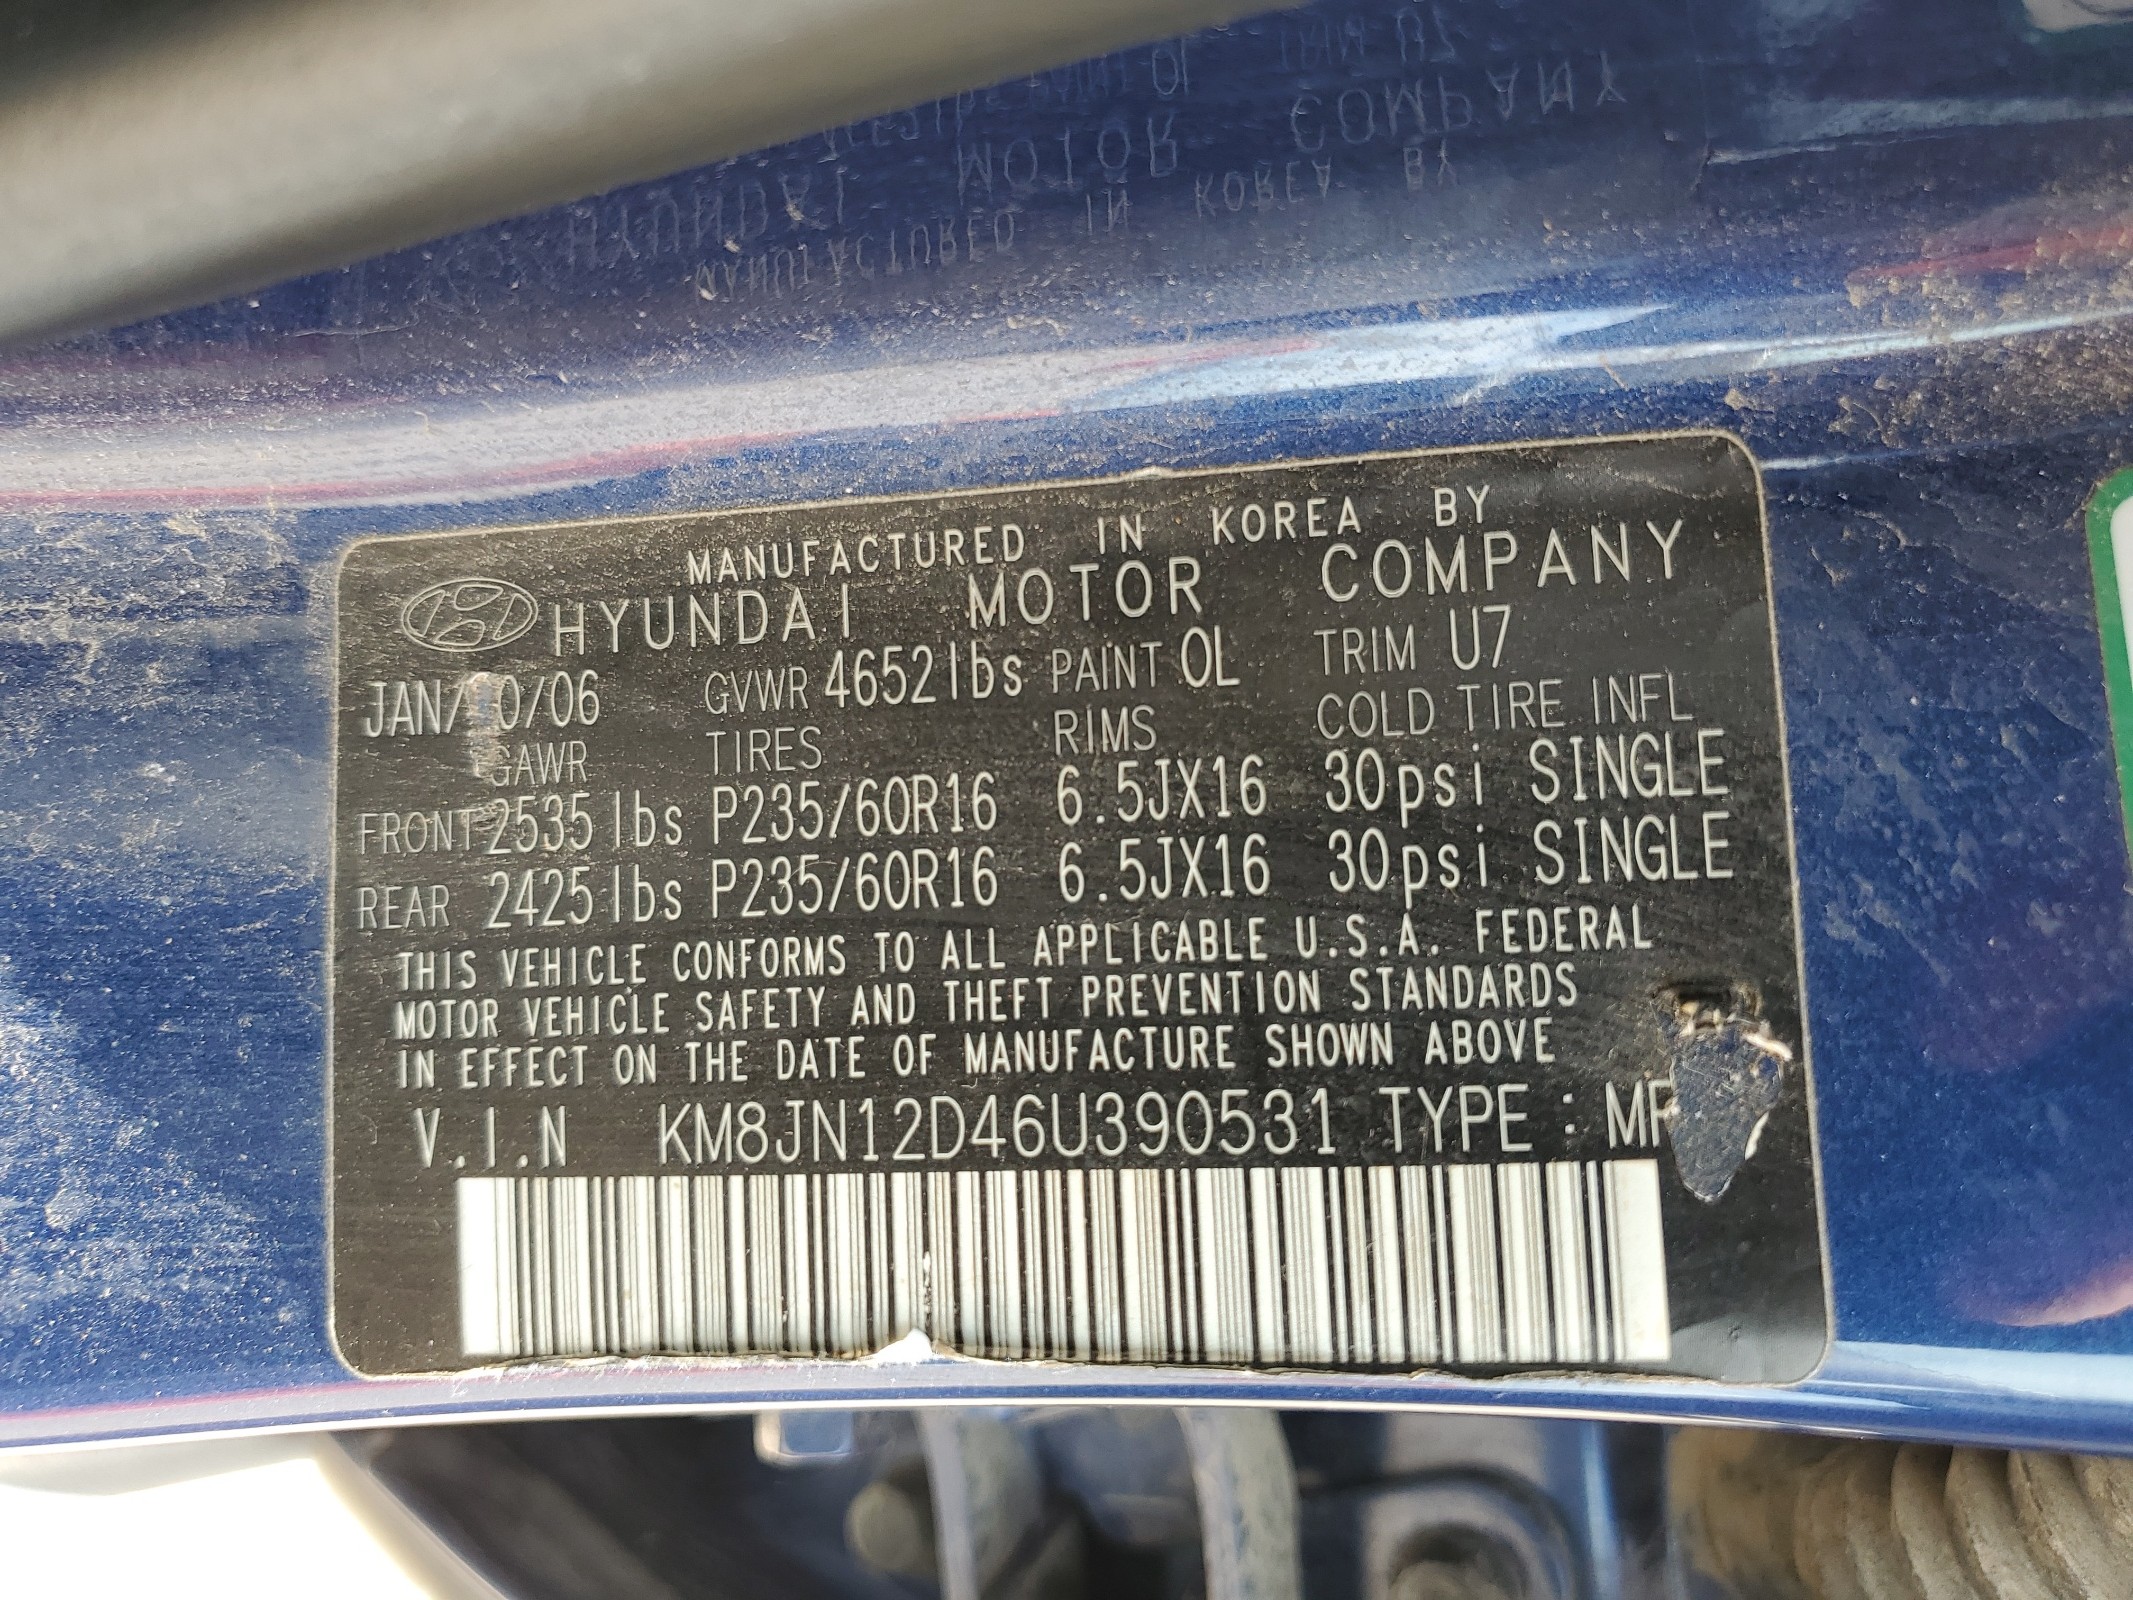 MANUFACTURED IN KOREA BY
HYUNDAI MOTOR COMPANY
JAN/ 0/06 GVWR 4652lbs PAINT OL TRIM U7
GAWR TIRES RIMS COLD TIRE INFL
FRONT 2535lbs P235/60R16 6.5JX16 30psi SINGLE
REAR 2425lbs P235/60R16 6.5JX16 30psi SINGLE
THIS VEHICLE CONFORMS TO ALL APPLICABLE U.S.A. FEDERAL
MOTOR VEHICLE SAFETY AND THEFT PREVENTION STANDARDS
IN EFFECT ON THE DATE OF MANUFACTURE SHOWN ABOVE
V.I.N KM8JN12D46U390531 TYPE :